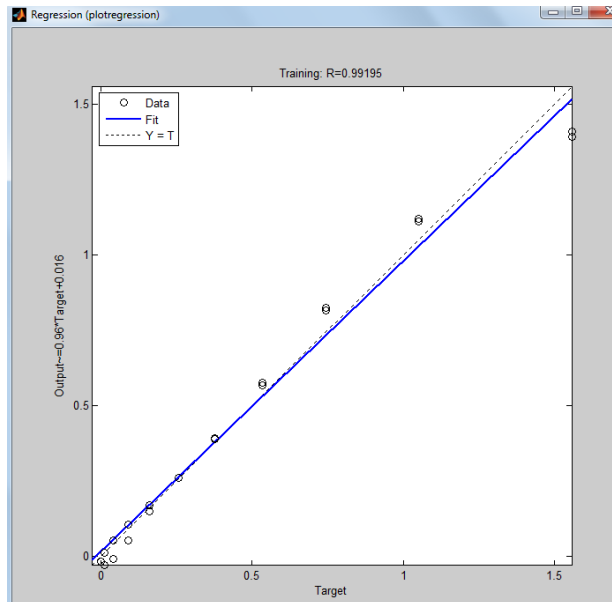 Regression (plotregression)
Training: R=0.99195
Data
Fit
Y = T
1.5
1
0.5
0
Output~=0.96*Target+0.016
0
0.5
1
1.5
Target